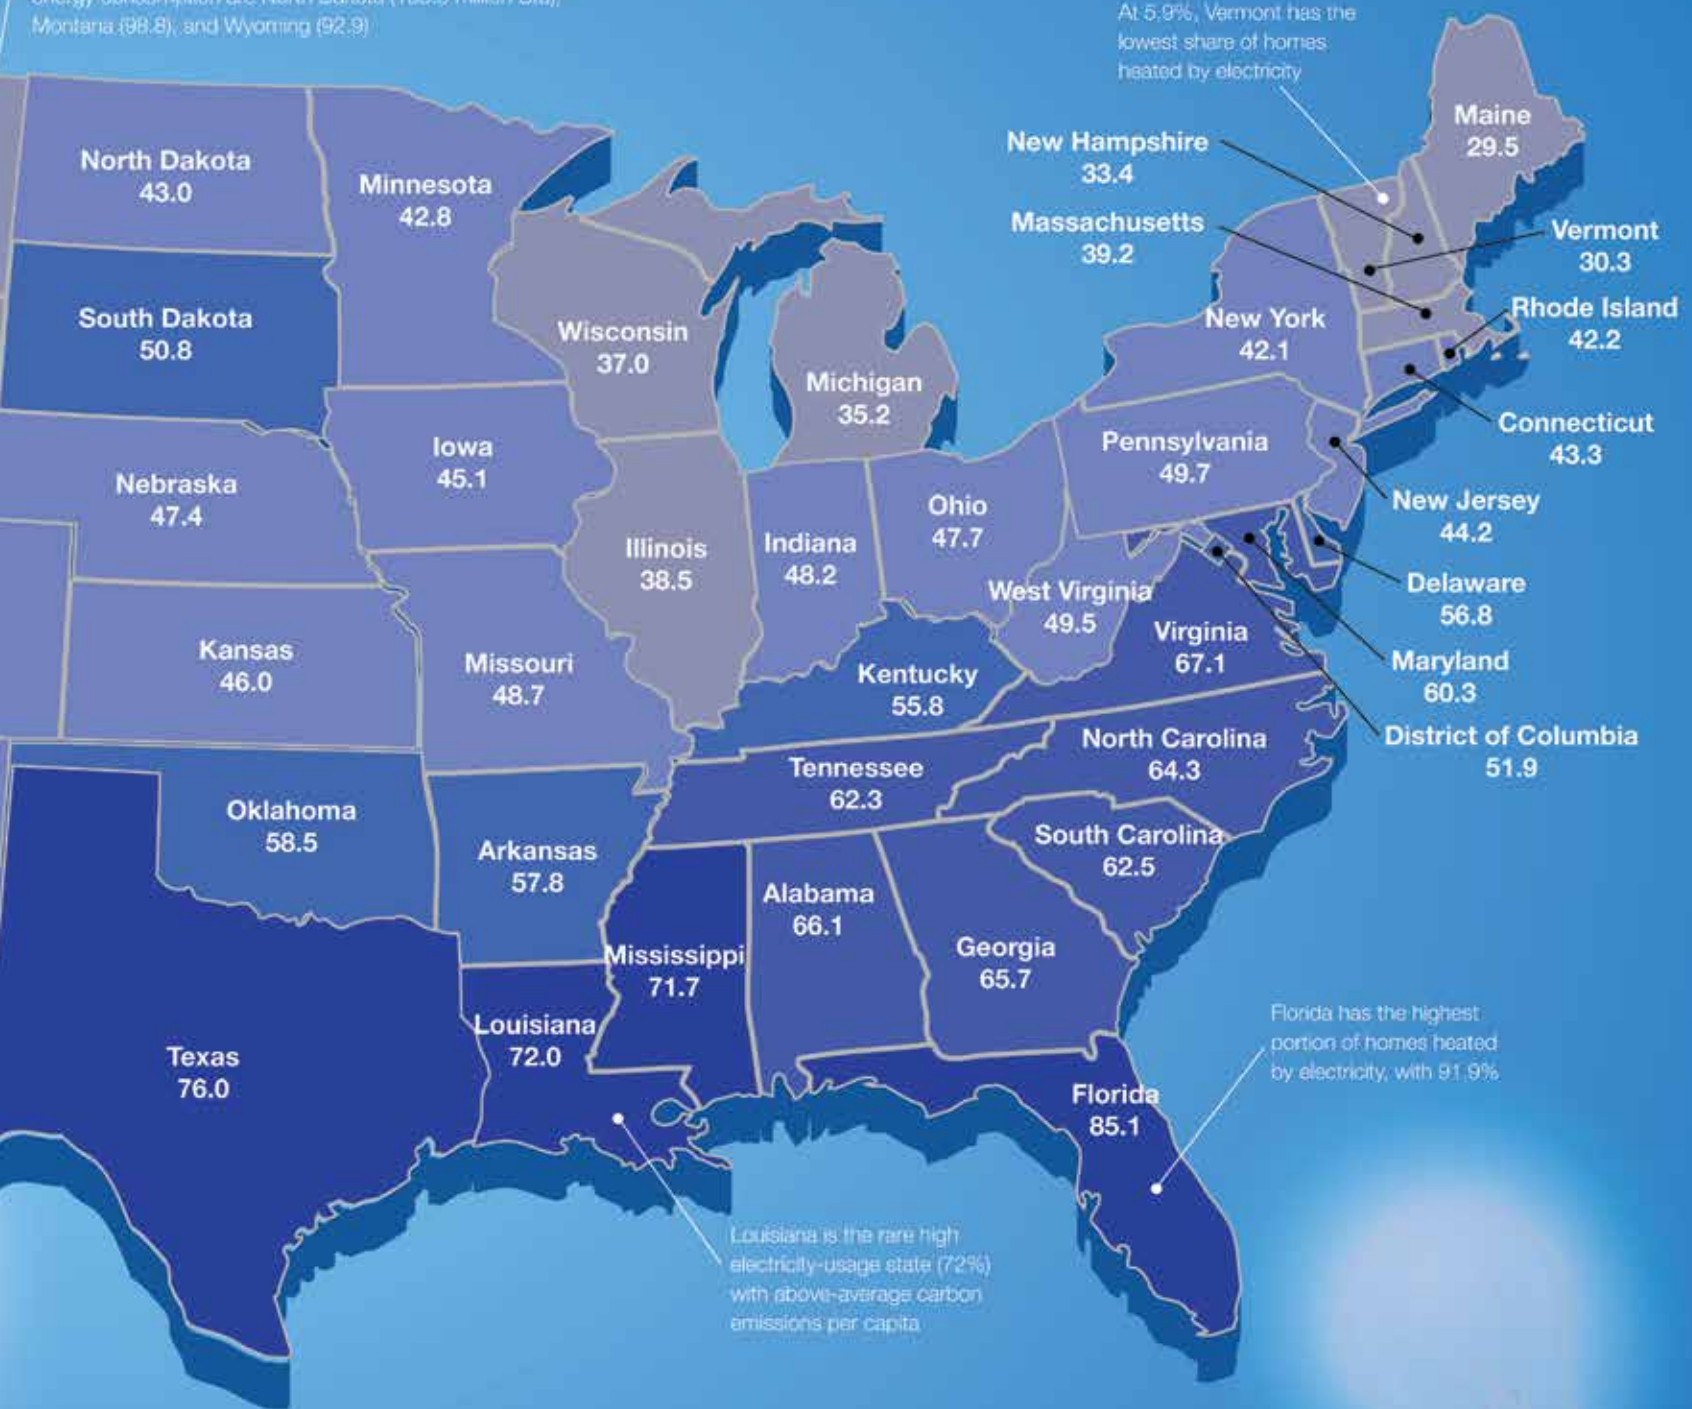 Montana (98.8), and Wyoming (92.9)
At 5.9%, Vermont has the
lowest share of homes
heated by electricity
Maine
29.5
New Hampshire
33.4
Massachusetts
39.2
Vermont
30.3
Rhode Island
42.2
Connecticut
43.3
New Jersey
44.2
Delaware
56.8
Maryland
60.3
District of Columbia
51.9
North Dakota
43.0
Minnesota
42.8
South Dakota
50.8
Wisconsin
37.0
Michigan
35.2
New York
42.1
Pennsylvania
49.7
Nebraska
47.4
Iowa
45.1
Illinois
38.5
Indiana
48.2
Ohio
47.7
West Virginia
49.5
Virginia
67.1
Kansas
46.0
Missouri
48.7
Kentucky
55.8
North Carolina
64.3
Tennessee
62.3
South Carolina
62.5
Oklahoma
58.5
Arkansas
57.8
Mississippi
71.7
Alabama
66.1
Georgia
65.7
Texas
76.0
Louisiana
72.0
Florida
85.1
Florida has the highest
portion of homes heated
by electricity, with 91.9%
Louisiana is the rare high
electricity-usage state (72%)
with above-average carbon
emissions per capita